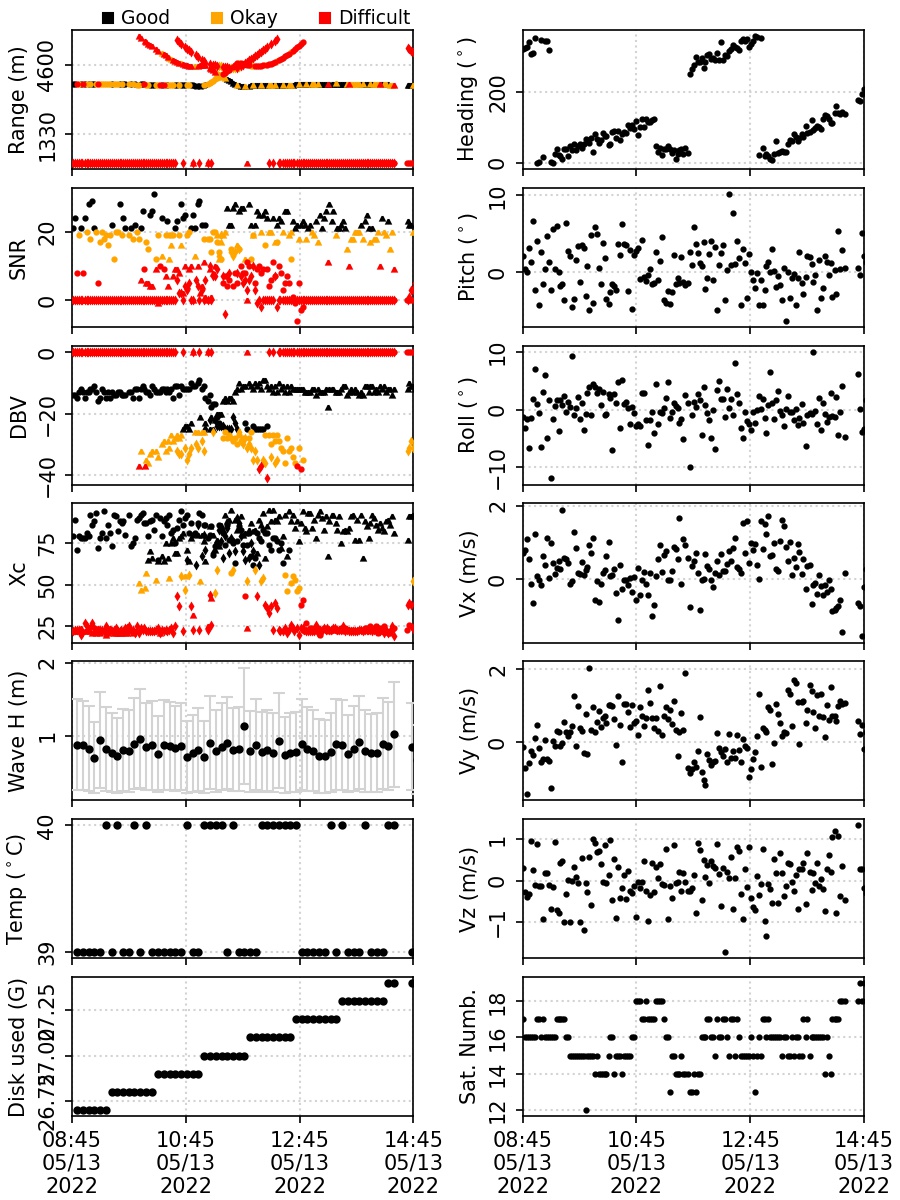 Good Okay Difficult
Range (m)
4600
1330
Heading (°)
200
0
SNR
20
0
Pitch (°)
10
0
DBV
0
−20
−40
Roll (°)
10
0
−10
Xc
75
50
25
Vx (m/s)
2
0
Wave H (m)
2
1
Vy (m/s)
2
0
Temp (°C)
40
39
Vz (m/s)
1
0
−1
Disk used (G)
27.25
27.00
26.75
Sat. Numb.
18
16
14
12
08:45 10:45 12:45 14:45 08:45 10:45 12:45 14:45
05/13 05/13 05/13 05/13 05/13 05/13 05/13 05/13
2022 2022 2022 2022 2022 2022 2022 2022